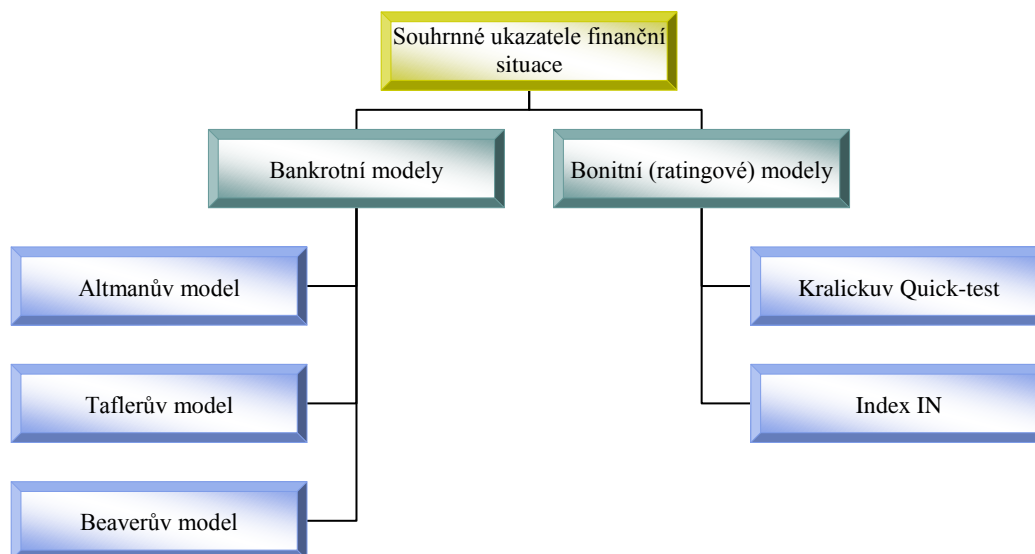 Souhrnné ukazatele finanční
situace
Bankrotní modely
Bonitní (ratingové) modely
Altmanův model
Kralickuv Quick-test
Taflerův model
Index IN
Beaverův model